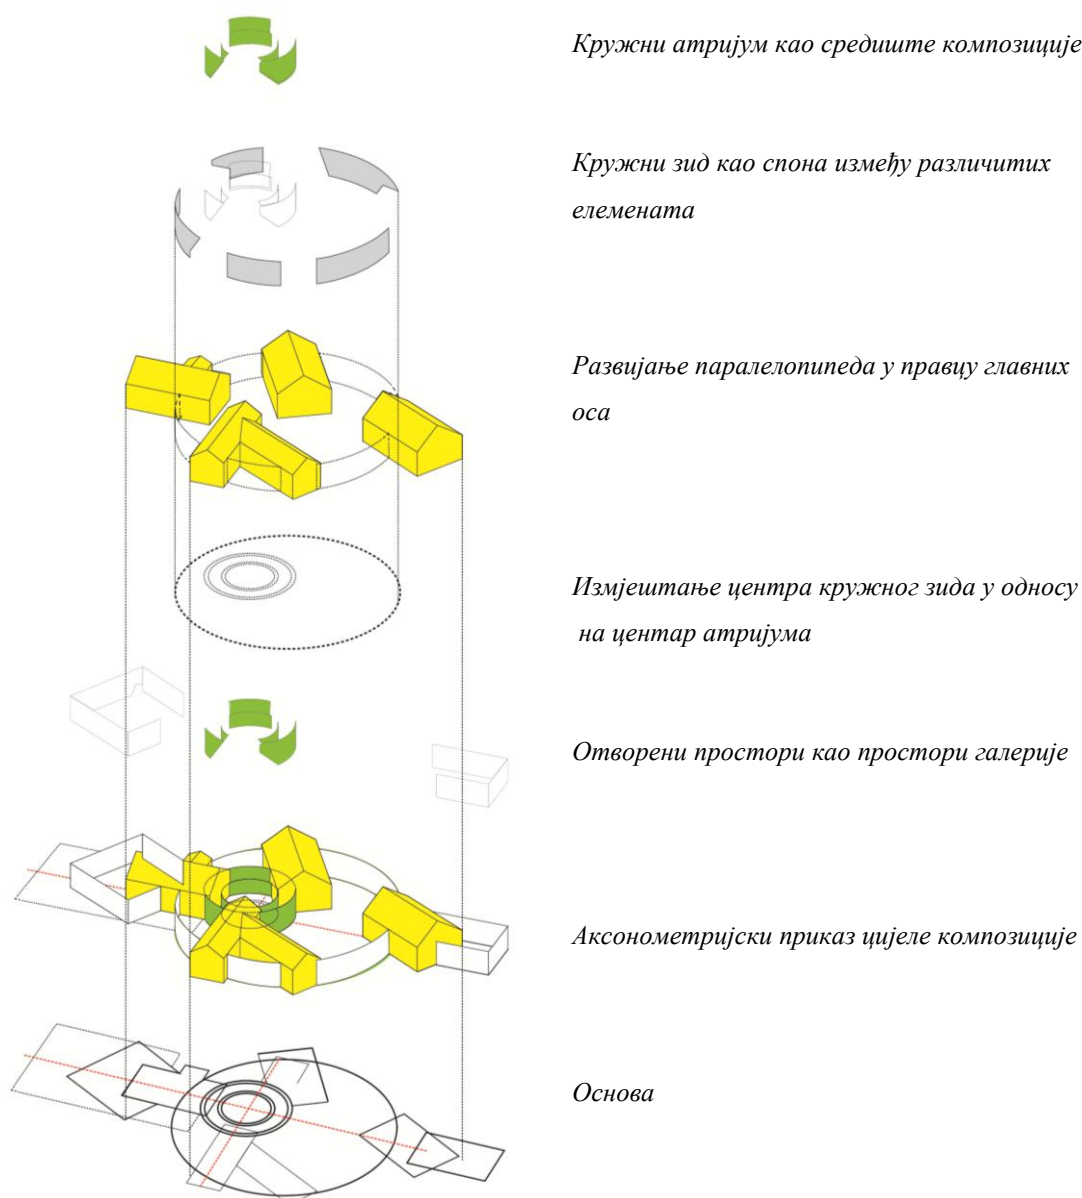 Кружни атријум као средиште композиције
Кружни зид као спона између различитих
елемената
Развијање паралелопипеда у правцу главних
оса
Измјештање центра кружног зида у односу
на центар атријума
Отворени простори као простори галерије
Аксонометријски приказ цијеле композиције
Основа